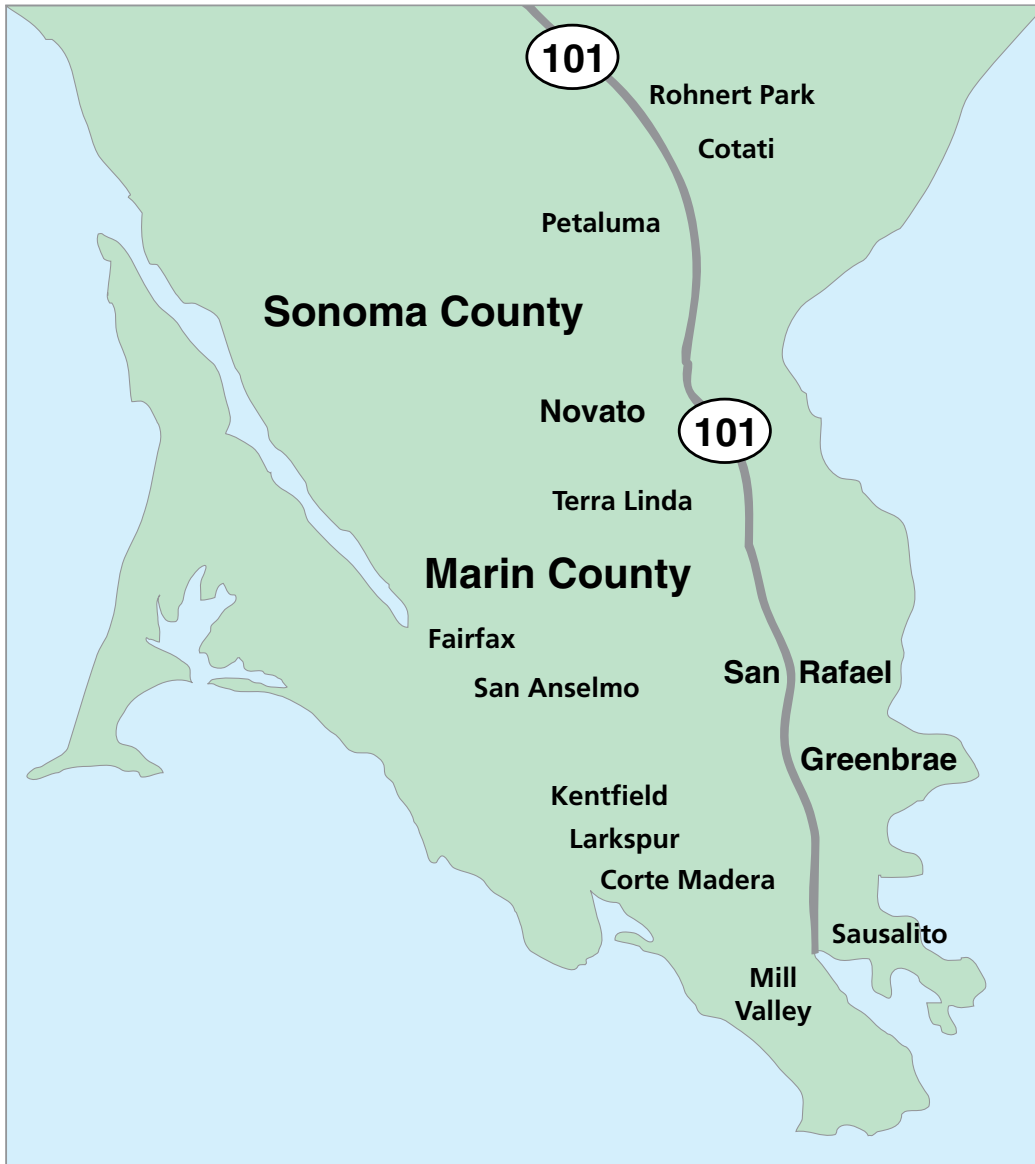 101
Rohnert Park
Cotati
Petaluma
Sonoma County
Novato
101
Terra Linda
Marin County
Fairfax
San Rafael
San Anselmo
Greenbrae
Kentfield
Larkspur
Corte Madera
Sausalito
Mill
Valley